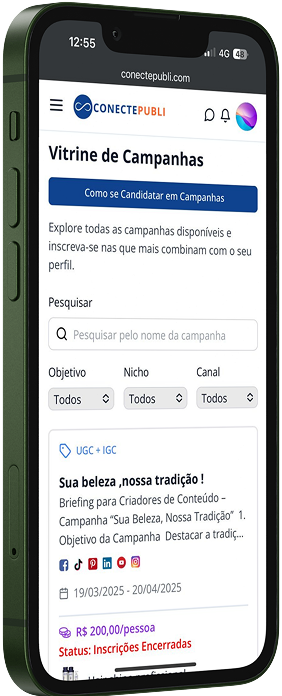 12:55
4G 48
conectepubli.com
CONECTEPUBLI
Vitrine de Campanhas
Como se Candidatar em Campanhas
Explore todas as campanhas disponíveis e
inscreva-se nas que mais combinam com o seu
perfil.
Pesquisar
Pesquisar pelo nome da campanha
Objetivo Nicho Canal
Todos Todos Todos
UGC + IGC
Sua beleza ,nossa tradição !
Briefing para Criadores de Conteúdo –
Campanha “Sua Beleza, Nossa Tradição” 1.
Objetivo da Campanha Destacar a tradiç...
19/03/2025 - 20/04/2025
R$ 200,00/pessoa
Status: Inscrições Encerradas